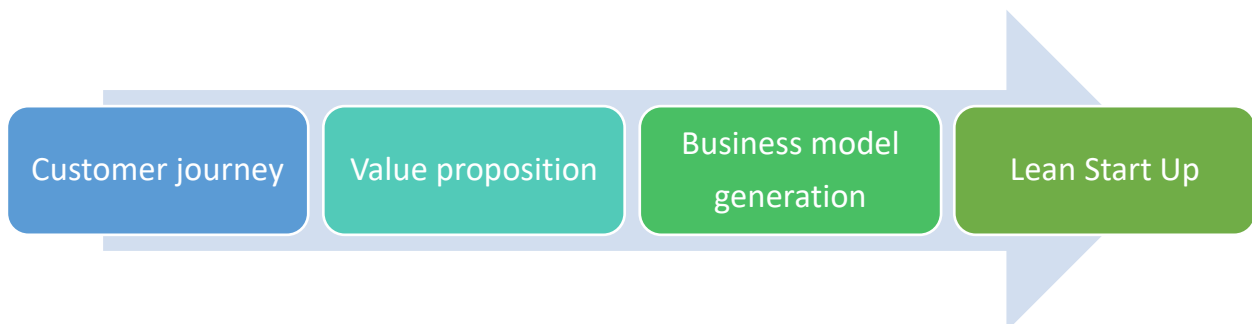 Customer journey
Value proposition
Business model
generation
Lean Start Up